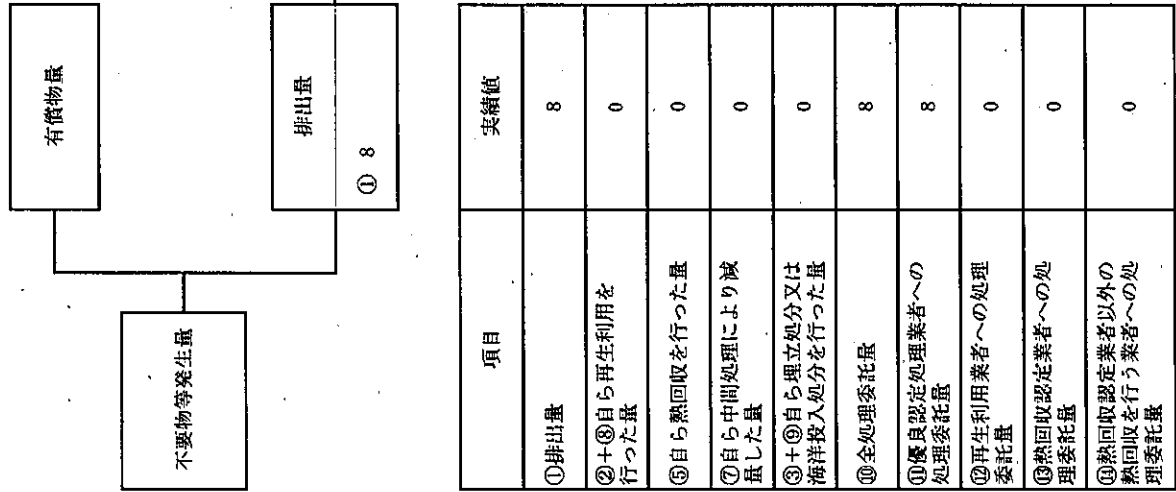 有償物量
不要物等発生量
排出量
① 8
項目
実績値
①排出量
8
②+⑧自ら再生利用を
行った量
0
⑤自ら熱回収を行った量
0
⑦自ら中間処理により減
量した量
0
③+⑨自ら埋立処分又は
海洋投入処分を行った量
0
⑩全処理委託量
8
⑪優良認定処理業者への
処理委託量
8
⑫再生利用業者への処理
委託量
0
⑬熱回収認定業者への処
理委託量
0
⑭熱回収認定業者以外の
熱回収を行う業者への処
理委託量
0